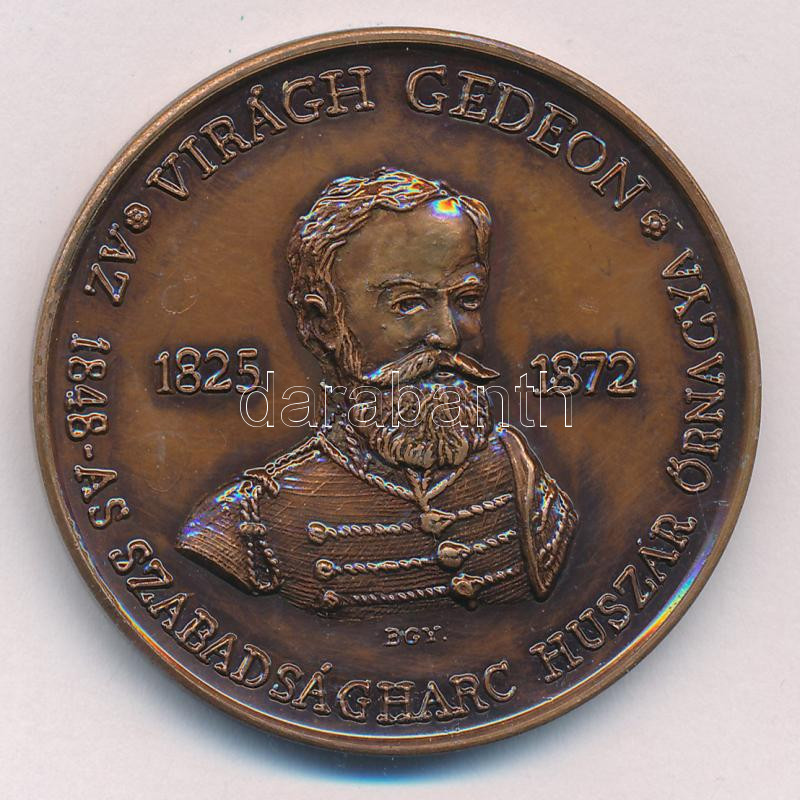 VIRÁGH GEDEON
AZ 1848-AS SZABADSÁGHARC HUSZÁR ŐRNAGYA
1825 1872
BGY.
darabanth